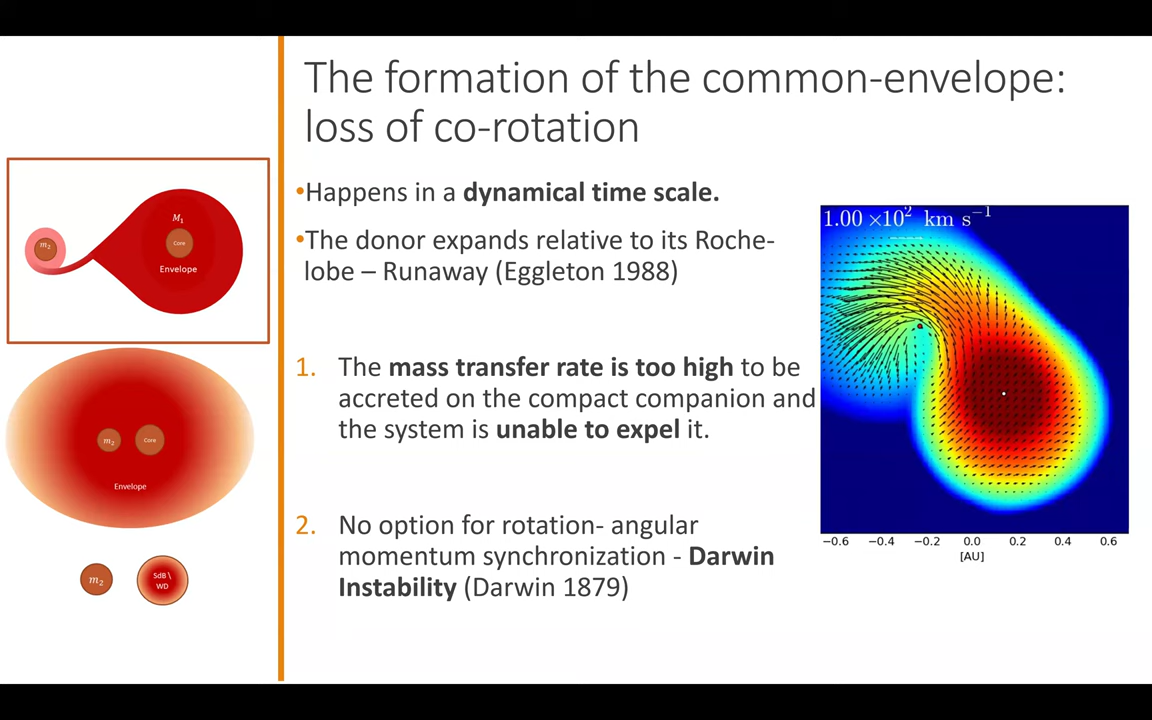 The formation of the common-envelope:
loss of co-rotation
•Happens in a dynamical time scale.
•The donor expands relative to its Roche-
lobe – Runaway (Eggleton 1988)
1. The mass transfer rate is too high to be
accreted on the compact companion and
the system is unable to expel it.
2. No option for rotation- angular
momentum synchronization - Darwin
Instability (Darwin 1879)
M₁
m₂
Core
Envelope
m₂
Core
Envelope
m₂
SdB \
WD
1.00 ×10² km s⁻¹
−0.6 −0.4 −0.2 0.0 0.2 0.4 0.6
[AU]